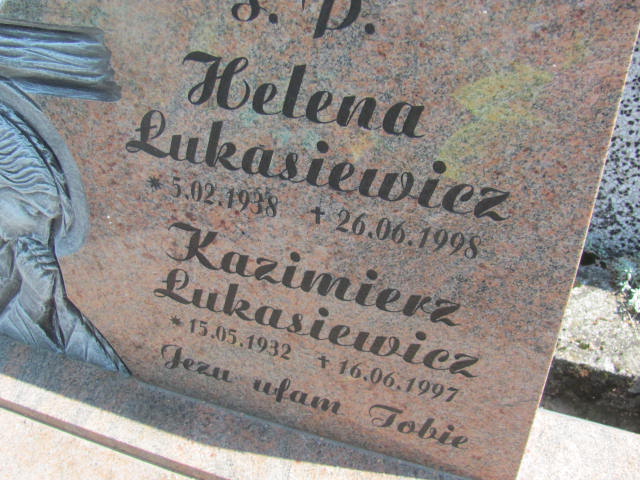 Ś. P.
Helena
Łukasiewicz
* 5.02.1938 ✝ 26.06.1998
Kazimierz
Łukasiewicz
* 15.05.1932 ✝ 16.06.1997
Jezu ufam Tobie